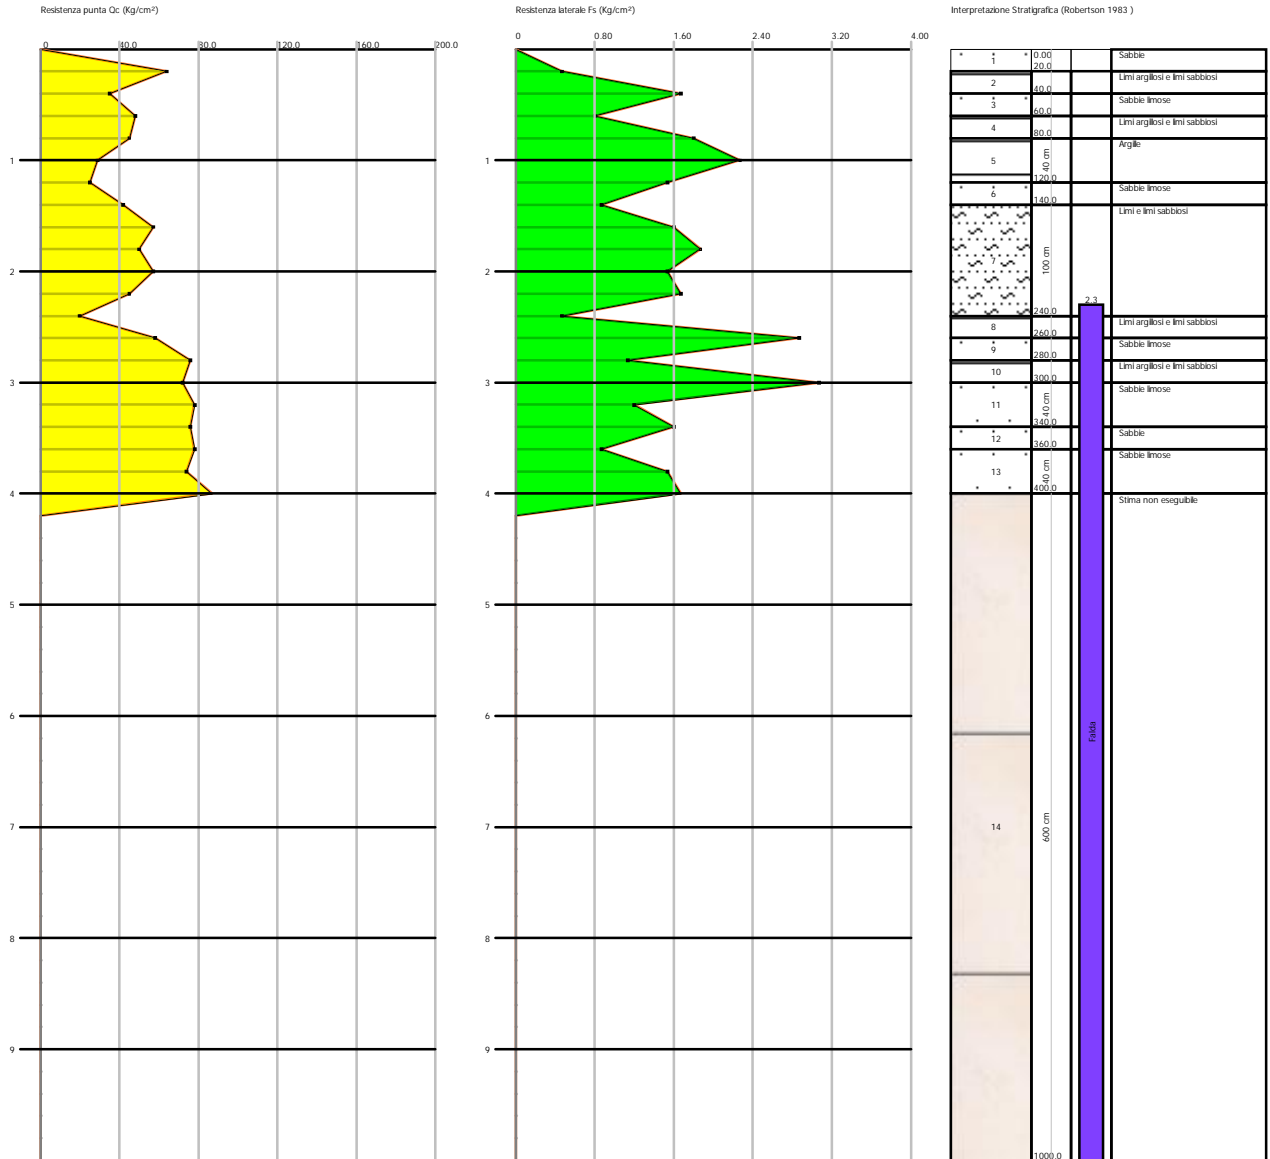 Resistenza punta Qc (Kg/cm²)
0 40.0 80.0 120.0 160.0 200.0
1
2
3
4
5
6
7
8
9
Resistenza laterale Fs (Kg/cm²)
0 0.80 1.60 2.40 3.20 4.00
1
2
3
4
5
6
7
8
9
Interpretazione Stratigrafica (Robertson 1983 )
0.00
1 20.0 Sabbie
2 40.0 Limi argillosi e limi sabbiosi
3 60.0 Sabbie limose
4 80.0 Limi argillosi e limi sabbiosi
5 40 cm 120.0 Argille
6 140.0 Sabbie limose
7 100 cm 240.0 Limi e limi sabbiosi
2.3
8 260.0 Limi argillosi e limi sabbiosi
9 280.0 Sabbie limose
10 300.0 Limi argillosi e limi sabbiosi
11 40 cm 340.0 Sabbie limose
12 360.0 Sabbie
13 40 cm 400.0 Sabbie limose
Stima non eseguibile
Falda
14 600 cm
1000.0